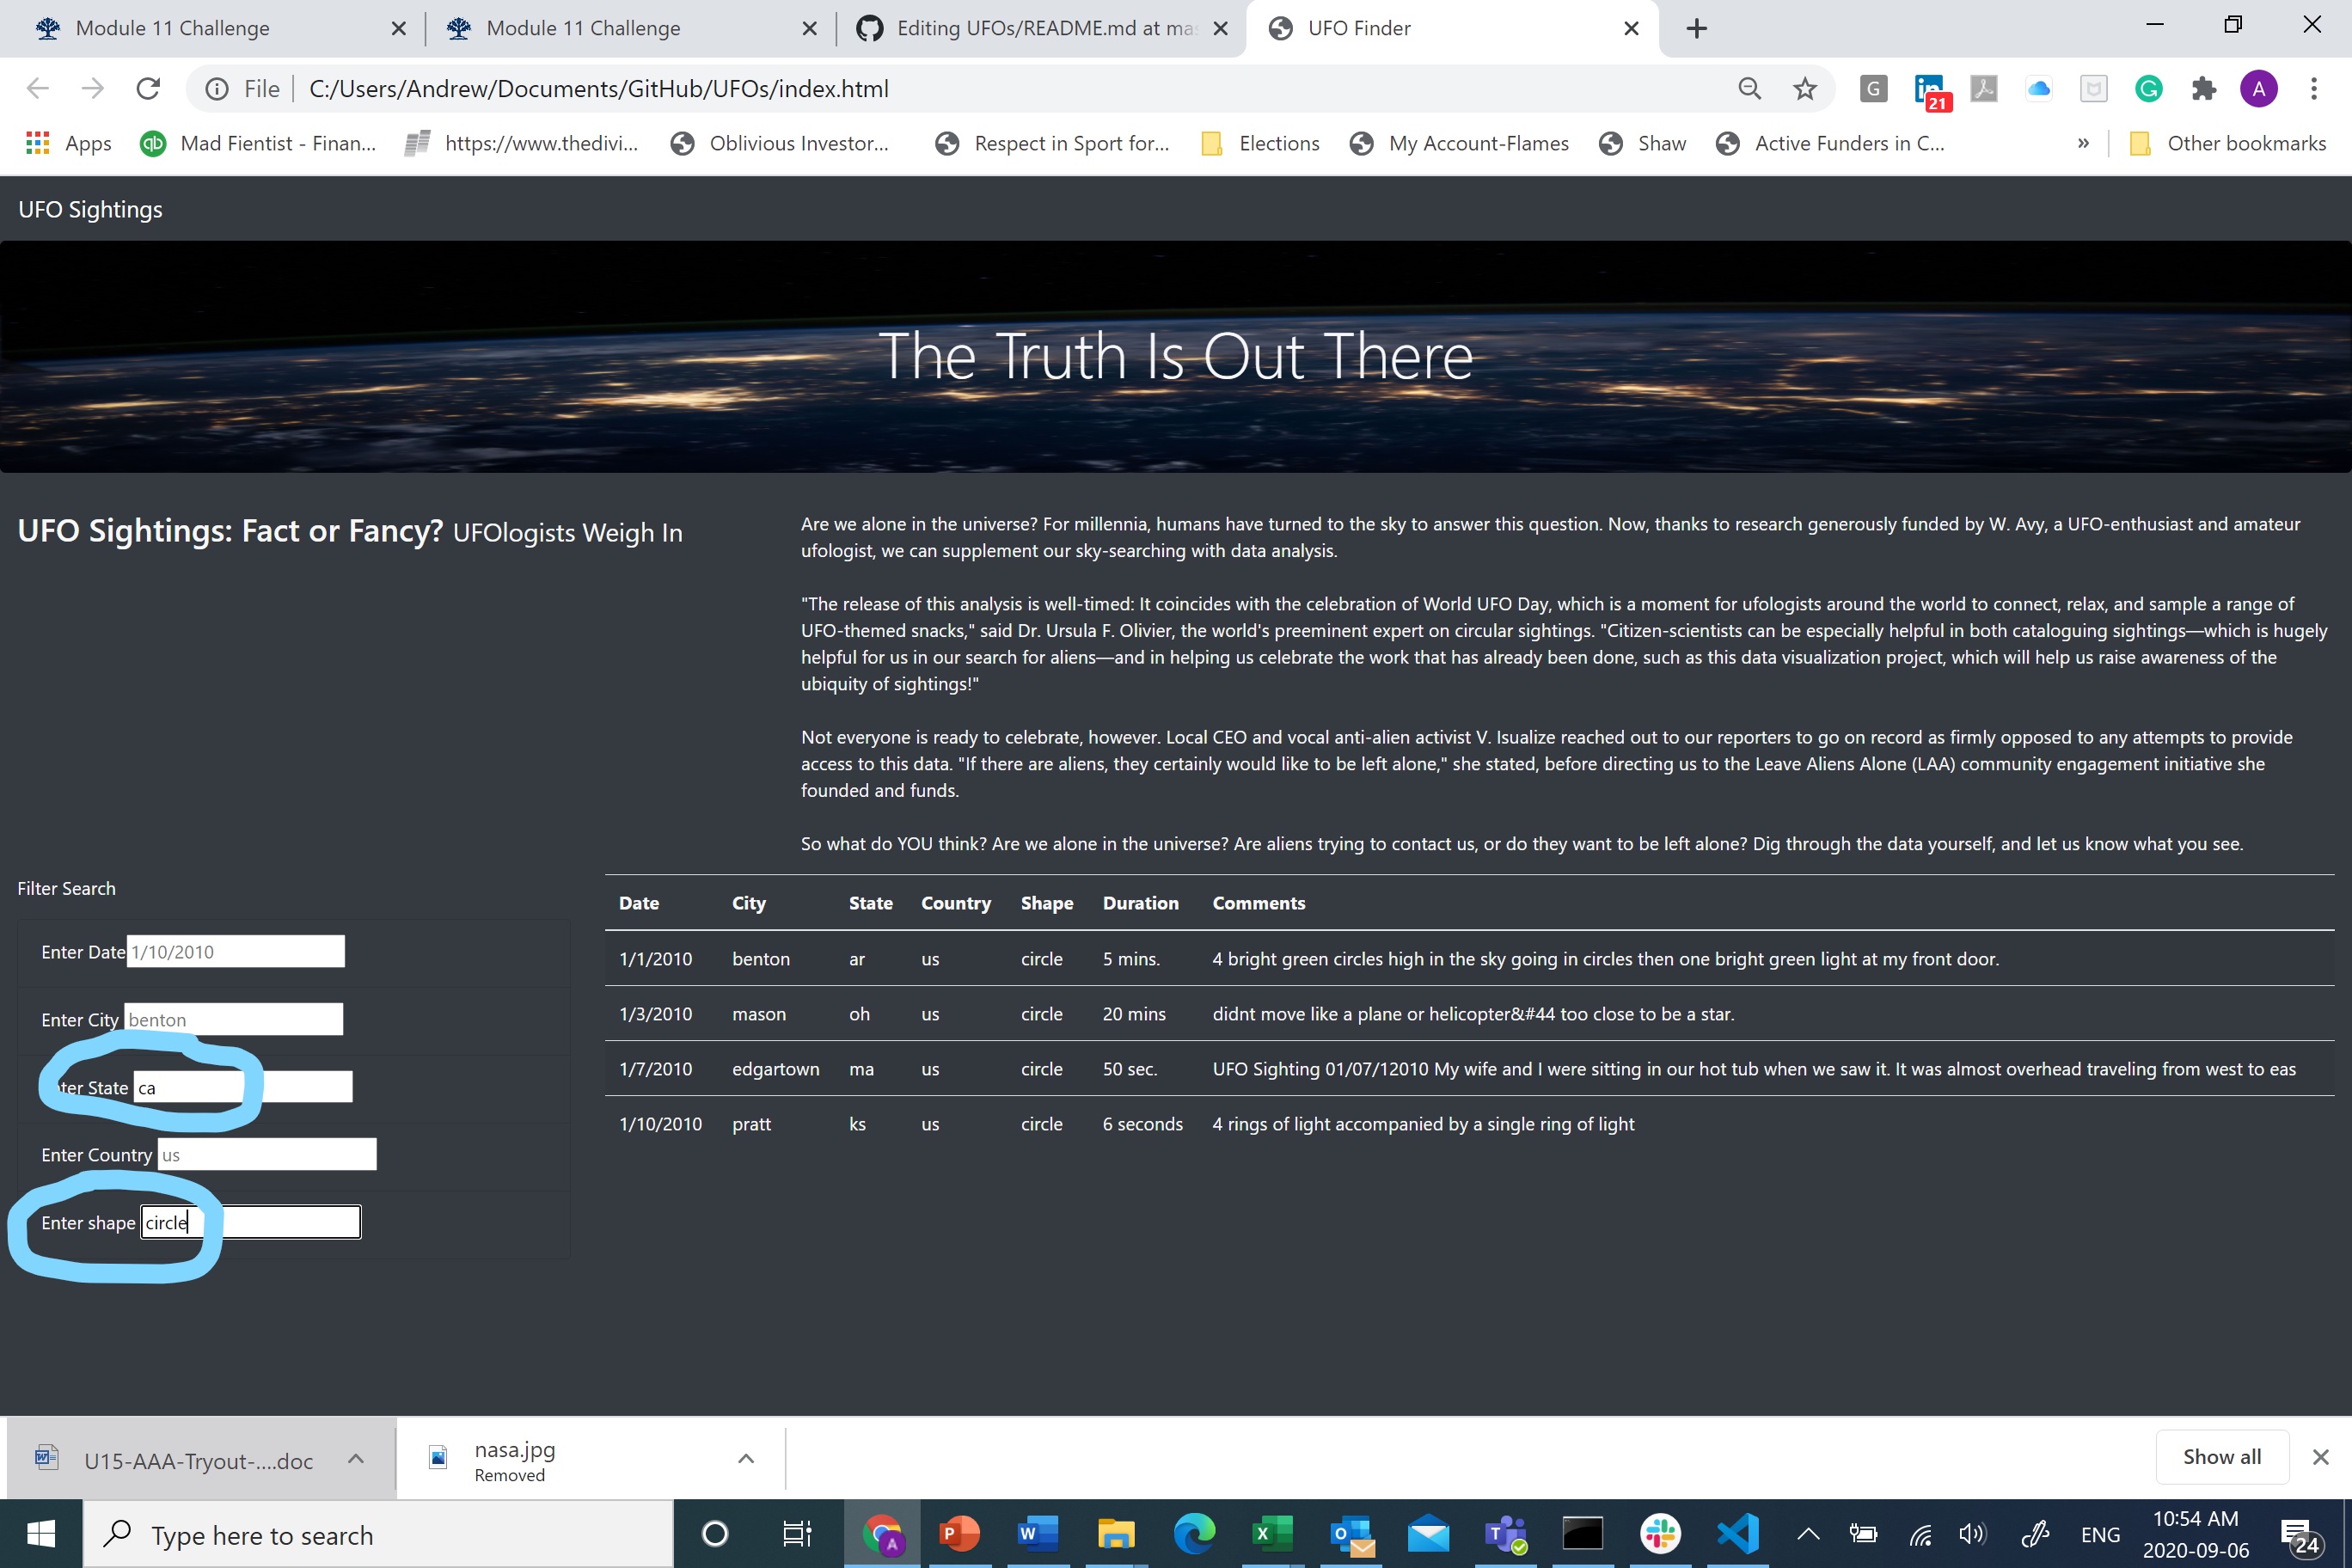 Module 11 Challenge
Module 11 Challenge
Editing UFOs/README.md at mas
UFO Finder
File
C:/Users/Andrew/Documents/GitHub/UFOs/index.html
G
in
21
A
Apps
qb
Mad Fientist - Finan...
https://www.thedivi...
Oblivious Investor...
Respect in Sport for...
Elections
My Account-Flames
Shaw
Active Funders in C...
»
Other bookmarks
UFO Sightings
The Truth Is Out There
UFO Sightings: Fact or Fancy? UFOlogists Weigh In
Are we alone in the universe? For millennia, humans have turned to the sky to answer this question. Now, thanks to research generously funded by W. Avy, a UFO-enthusiast and amateur
ufologist, we can supplement our sky-searching with data analysis.
"The release of this analysis is well-timed: It coincides with the celebration of World UFO Day, which is a moment for ufologists around the world to connect, relax, and sample a range of
UFO-themed snacks," said Dr. Ursula F. Olivier, the world's preeminent expert on circular sightings. "Citizen-scientists can be especially helpful in both cataloguing sightings—which is hugely
helpful for us in our search for aliens—and in helping us celebrate the work that has already been done, such as this data visualization project, which will help us raise awareness of the
ubiquity of sightings!"
Not everyone is ready to celebrate, however. Local CEO and vocal anti-alien activist V. Isualize reached out to our reporters to go on record as firmly opposed to any attempts to provide
access to this data. "If there are aliens, they certainly would like to be left alone," she stated, before directing us to the Leave Aliens Alone (LAA) community engagement initiative she
founded and funds.
So what do YOU think? Are we alone in the universe? Are aliens trying to contact us, or do they want to be left alone? Dig through the data yourself, and let us know what you see.
Filter Search
Enter Date 1/10/2010
Enter City benton
nter State ca
Enter Country us
Enter shape circle
Date City State Country Shape Duration Comments
1/1/2010 benton ar us circle 5 mins. 4 bright green circles high in the sky going in circles then one bright green light at my front door.
1/3/2010 mason oh us circle 20 mins didnt move like a plane or helicopter&#44 too close to be a star.
1/7/2010 edgartown ma us circle 50 sec. UFO Sighting 01/07/12010 My wife and I were sitting in our hot tub when we saw it. It was almost overhead traveling from west to eas
1/10/2010 pratt ks us circle 6 seconds 4 rings of light accompanied by a single ring of light
U15-AAA-Tryout-....doc
nasa.jpg
Removed
Show all
Type here to search
ENG
10:54 AM
2020-09-06
24